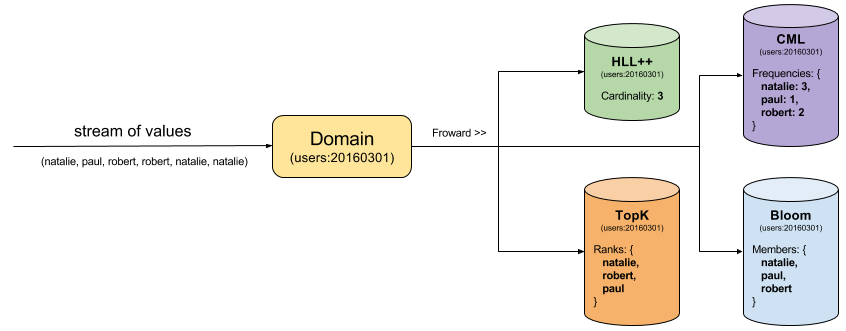 stream of values
(natalie, paul, robert, robert, natalie, natalie)
Domain
(users:20160301)
Froward >>
HLL++
(users:20160301)
Cardinality: 3
CML
(users:20160301)
Frequencies: {
natalie: 3,
paul: 1,
robert: 2
}
TopK
(users:20160301)
Ranks: {
natalie,
robert,
paul
}
Bloom
(users:20160301)
Members: {
natalie,
paul,
robert
}